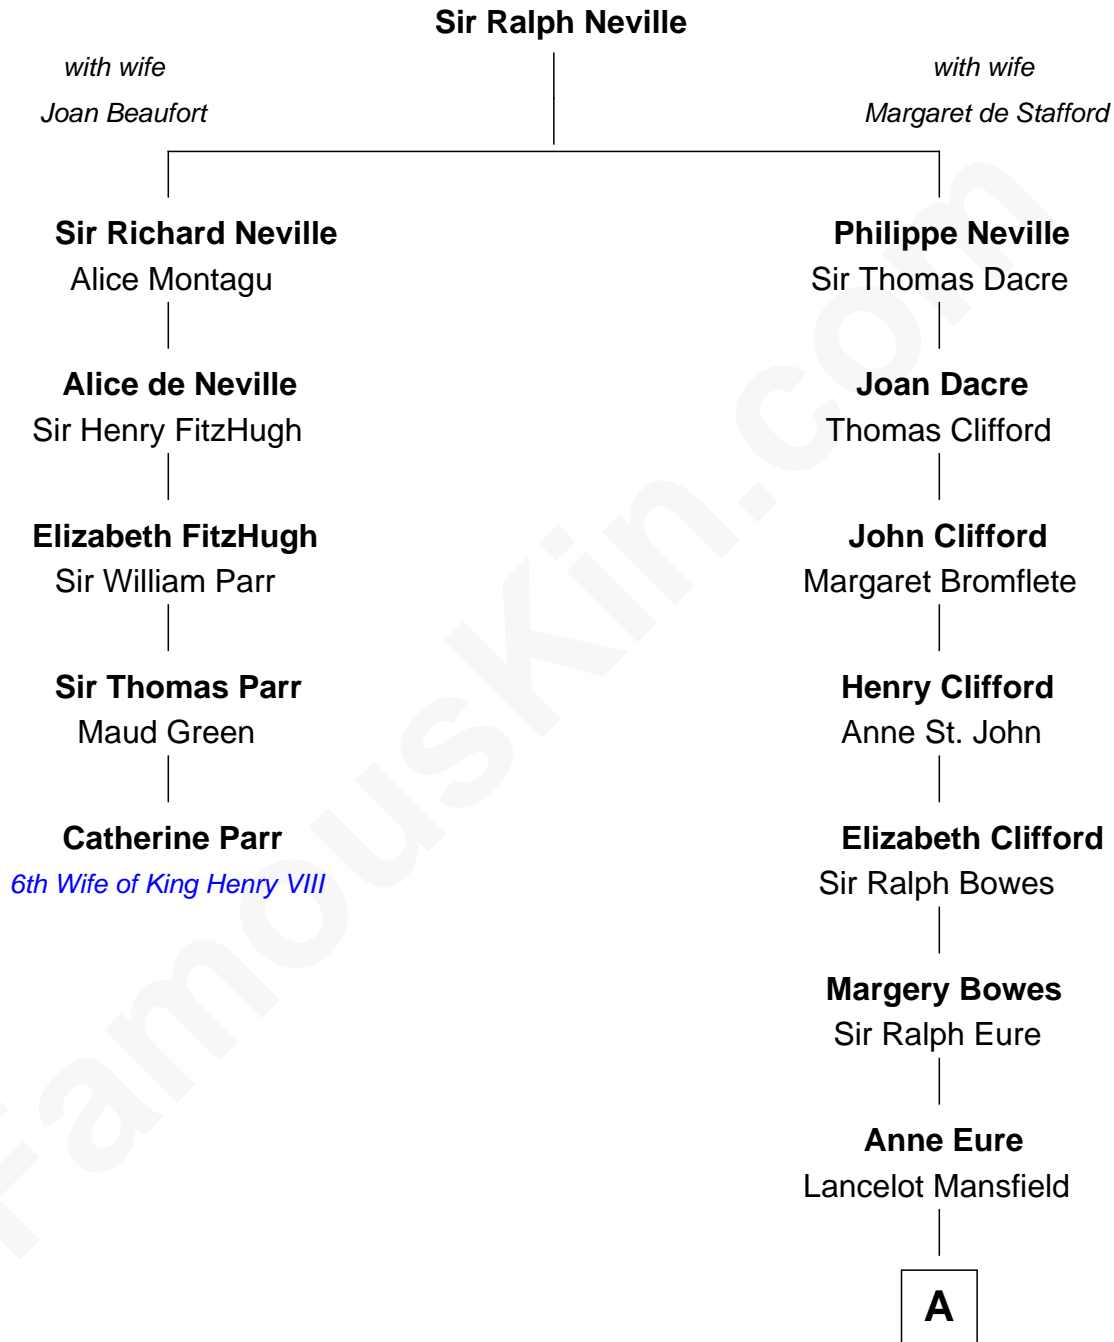 Sir Ralph Neville
with wife
Joan Beaufort
with wife
Margaret de Stafford
Sir Richard Neville
Alice Montagu
Philippe Neville
Sir Thomas Dacre
Alice de Neville
Sir Henry FitzHugh
Joan Dacre
Thomas Clifford
Elizabeth FitzHugh
Sir William Parr
John Clifford
Margaret Bromflete
Sir Thomas Parr
Maud Green
Henry Clifford
Anne St. John
Catherine Parr
6th Wife of King Henry VIII
Elizabeth Clifford
Sir Ralph Bowes
Margery Bowes
Sir Ralph Eure
Anne Eure
Lancelot Mansfield
A
FamousKin.com